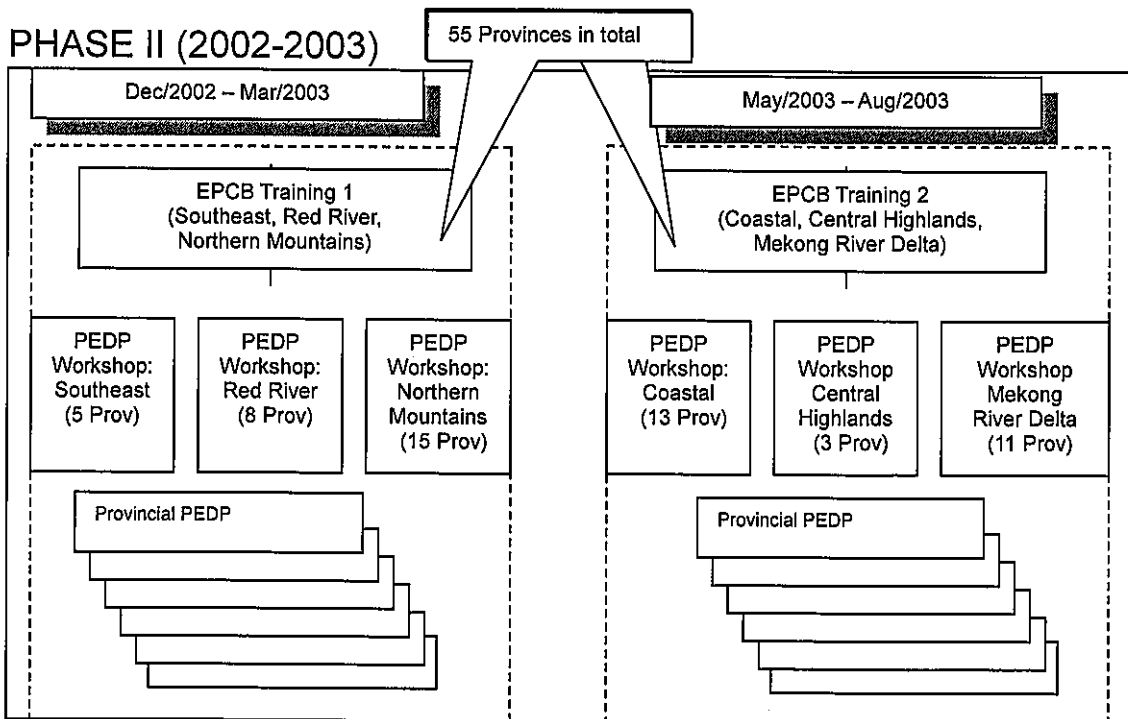 PHASE II (2002-2003)
55 Provinces in total
Dec/2002 – Mar/2003
EPCB Training 1
(Southeast, Red River,
Northern Mountains)
PEDP
Workshop:
Southeast
(5 Prov)
PEDP
Workshop:
Red River
(8 Prov)
PEDP
Workshop:
Northern
Mountains
(15 Prov)
Provincial PEDP
May/2003 – Aug/2003
EPCB Training 2
(Coastal, Central Highlands,
Mekong River Delta)
PEDP
Workshop:
Coastal
(13 Prov)
PEDP
Workshop
Central
Highlands
(3 Prov)
PEDP
Workshop
Mekong
River Delta
(11 Prov)
Provincial PEDP